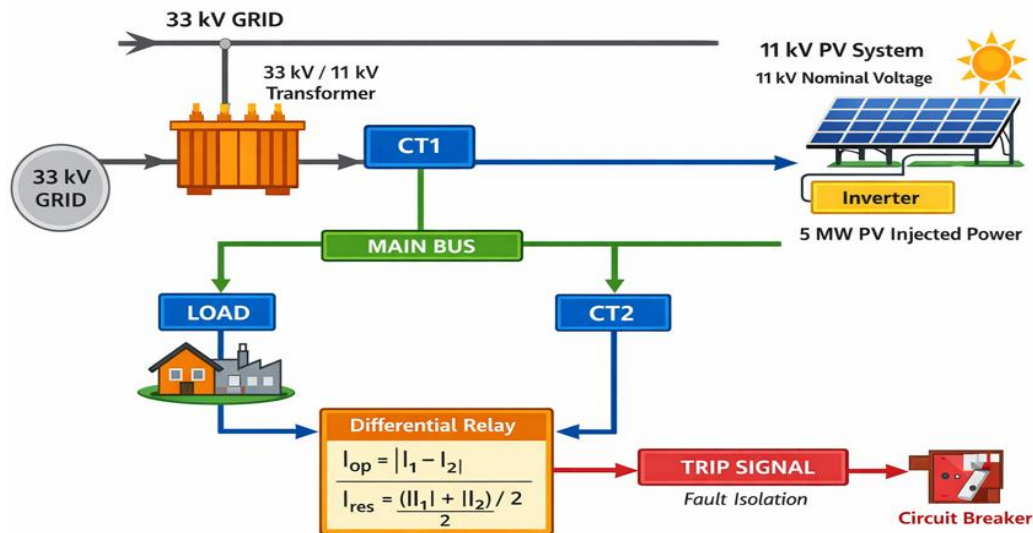 33 kV GRID
33 kV / 11 kV
Transformer
11 kV PV System
11 kV Nominal Voltage
33 kV
GRID
CT1
Inverter
5 MW PV Injected Power
MAIN BUS
LOAD
CT2
Differential Relay
I_op = |I_1 – I_2|
I_res = (II_1| + II_2) / 2
2
TRIP SIGNAL
Fault Isolation
Circuit Breaker